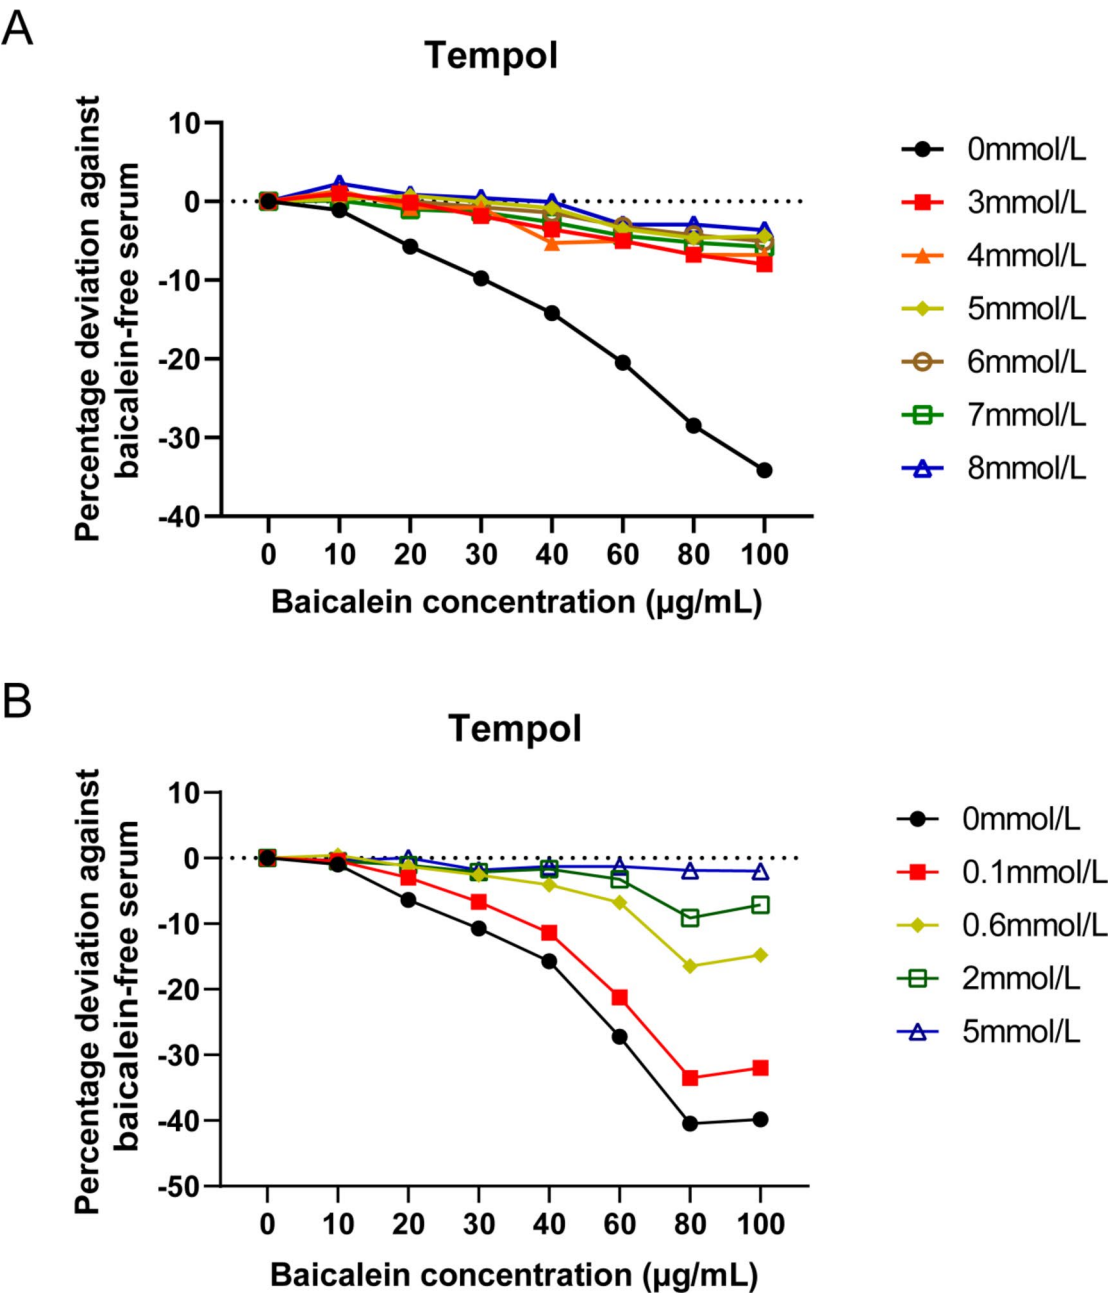 A
Tempol
Percentage deviation against
baicalein-free serum
10
0
-10
-20
-30
-40
0 10 20 30 40 60 80 100
Baicalein concentration (µg/mL)
0mmol/L
3mmol/L
4mmol/L
5mmol/L
6mmol/L
7mmol/L
8mmol/L
B
Tempol
Percentage deviation against
baicalein-free serum
10
0
-10
-20
-30
-40
-50
0 10 20 30 40 60 80 100
Baicalein concentration (µg/mL)
0mmol/L
0.1mmol/L
0.6mmol/L
2mmol/L
5mmol/L